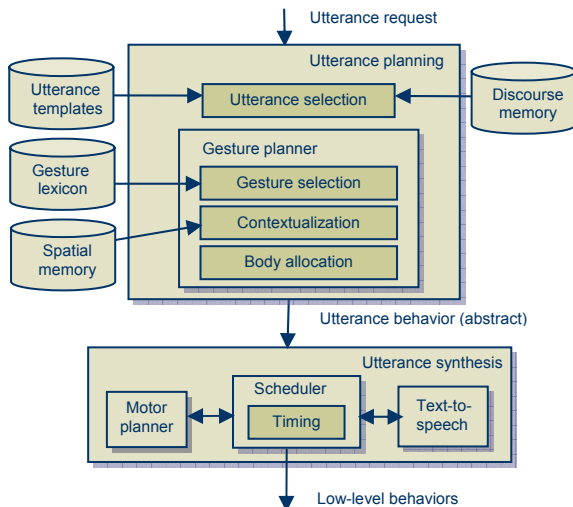 Utterance request
Utterance planning
Utterance
templates
Utterance selection
Discourse
memory
Gesture planner
Gesture
lexicon
Gesture selection
Contextualization
Spatial
memory
Body allocation
Utterance behavior (abstract)
Utterance synthesis
Scheduler
Motor
planner
Timing
Text-to-
speech
Low-level behaviors